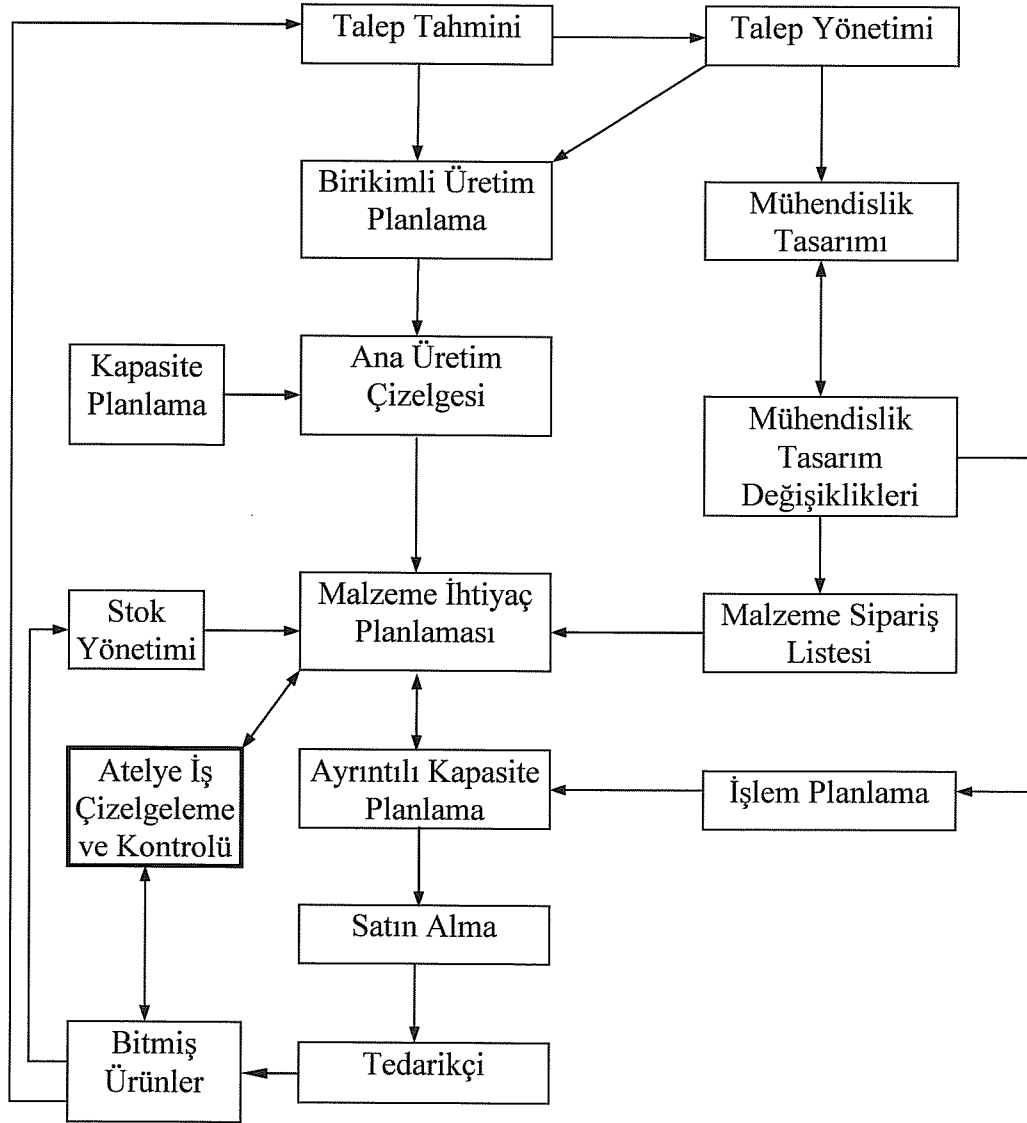 Talep Tahmini
Talep Yönetimi
Birikimli Üretim
Planlama
Mühendislik
Tasarımı
Kapasite
Planlama
Ana Üretim
Çizelgesi
Mühendislik
Tasarım
Değişiklikleri
Stok
Yönetimi
Malzeme İhtiyaç
Planlaması
Malzeme Sipariş
Listesi
Atelye İş
Çizelgeleme
ve Kontrolü
Ayrıntılı Kapasite
Planlama
İşlem Planlama
Satın Alma
Bitmiş
Ürünler
Tedarikçi